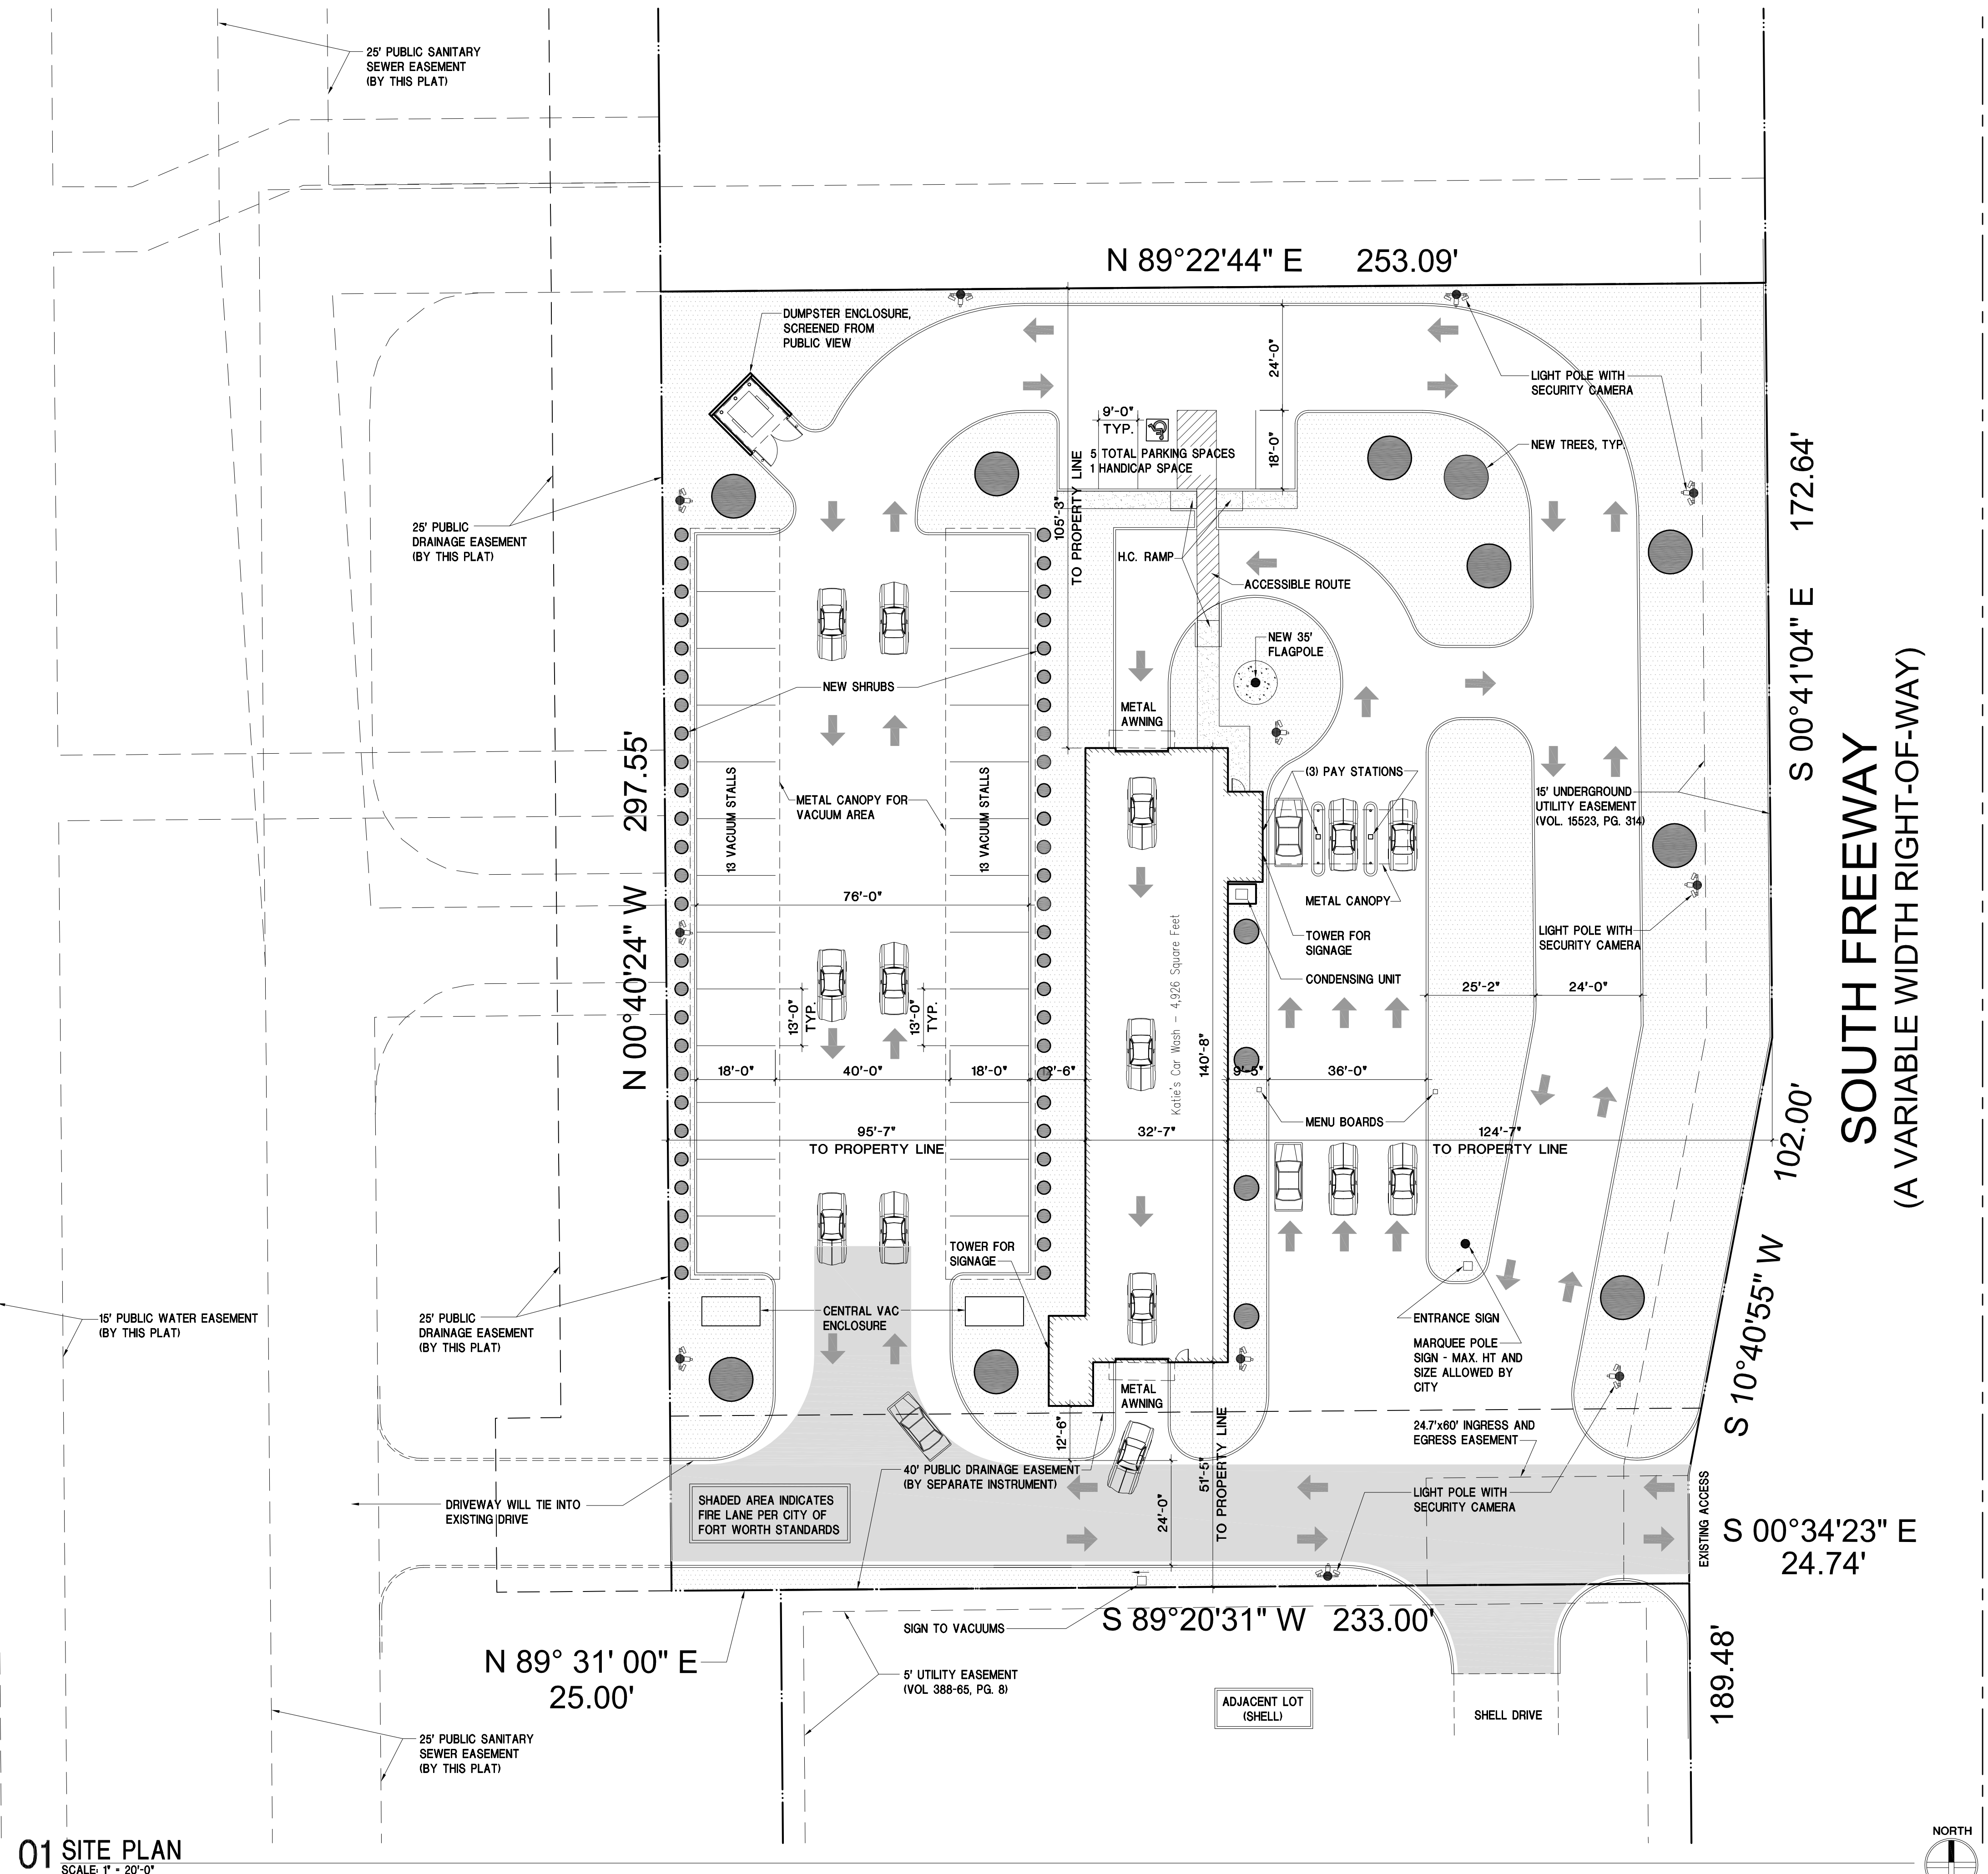 25' PUBLIC SANITARY
SEWER EASEMENT
(BY THIS PLAT)
N 89°22'44" E 253.09'
DUMPSTER ENCLOSURE,
SCREENED FROM
PUBLIC VIEW
24'-0"
LIGHT POLE WITH
SECURITY CAMERA
9'-0"
TYP.
18'-0"
5 TOTAL PARKING SPACES
1 HANDICAP SPACE
NEW TREES, TYP.
105'-3"
TO PROPERTY LINE
S 00°41'04" E 172.64'
25' PUBLIC
DRAINAGE EASEMENT
(BY THIS PLAT)
H.C. RAMP
ACCESSIBLE ROUTE
NEW 35'
FLAGPOLE
NEW SHRUBS
METAL
AWNING
SOUTH FREEWAY
(A VARIABLE WIDTH RIGHT-OF-WAY)
N 00°40'24" W 297.55'
13 VACUUM STALLS
METAL CANOPY FOR
VACUUM AREA
13 VACUUM STALLS
(3) PAY STATIONS
15' UNDERGROUND
UTILITY EASEMENT
(VOL. 15523, PG. 314)
76'-0"
METAL CANOPY
TOWER FOR
SIGNAGE
LIGHT POLE WITH
SECURITY CAMERA
CONDENSING UNIT
25'-2"
24'-0"
13'-0"
TYP.
13'-0"
TYP.
Katie's Car Wash - 4,926 Square Feet
140'-8"
18'-0"
40'-0"
18'-0"
12'-6"
9'-5"
36'-0"
MENU BOARDS
95'-7"
TO PROPERTY LINE
32'-7"
124'-7"
TO PROPERTY LINE
102.00'
S 10°40'55" W
TOWER FOR
SIGNAGE
15' PUBLIC WATER EASEMENT
(BY THIS PLAT)
25' PUBLIC
DRAINAGE EASEMENT
(BY THIS PLAT)
CENTRAL VAC
ENCLOSURE
ENTRANCE SIGN
MARQUEE POLE
SIGN - MAX. HT AND
SIZE ALLOWED BY
CITY
METAL
AWNING
12'-6"
24.7'x60' INGRESS AND
EGRESS EASEMENT
40' PUBLIC DRAINAGE EASEMENT
(BY SEPARATE INSTRUMENT)
51'-5"
TO PROPERTY LINE
24'-0"
LIGHT POLE WITH
SECURITY CAMERA
EXISTING ACCESS
DRIVEWAY WILL TIE INTO
EXISTING DRIVE
SHADED AREA INDICATES
FIRE LANE PER CITY OF
FORT WORTH STANDARDS
S 00°34'23" E
24.74'
SIGN TO VACUUMS
S 89°20'31" W 233.00'
N 89° 31' 00" E
25.00'
5' UTILITY EASEMENT
(VOL 388-65, PG. 8)
ADJACENT LOT
(SHELL)
SHELL DRIVE
189.48'
25' PUBLIC SANITARY
SEWER EASEMENT
(BY THIS PLAT)
01 SITE PLAN
SCALE: 1" = 20'-0"
NORTH